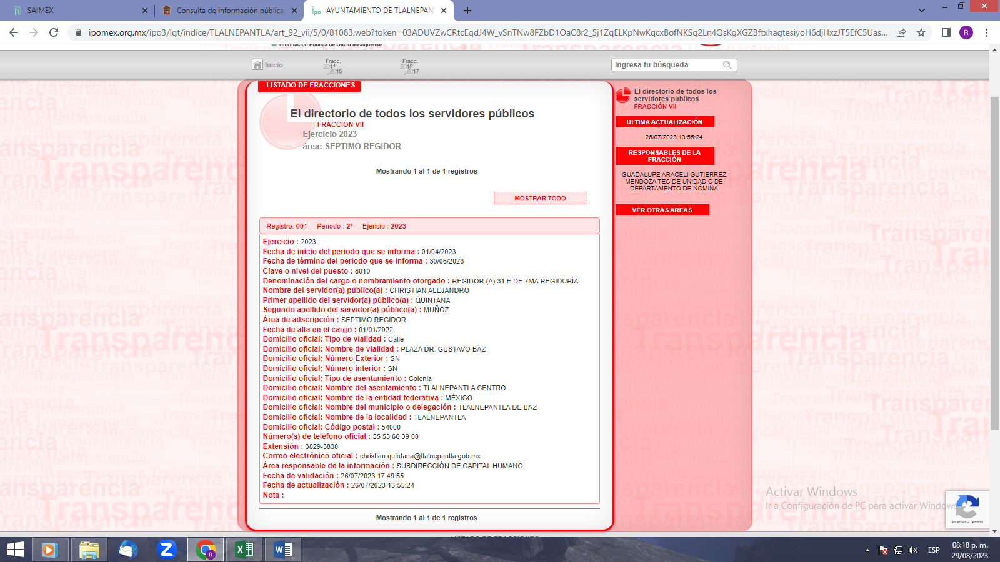 SAIMEX
Consulta de información pública
AYUNTAMIENTO DE TLALNEPAN
ipomex.org.mx/ipo3/lgt/indice/TLALNEPANTLA/art_92_vii/5/0/81083.web?token=03ADUVZwCRtcEqdJ4W_vSnTNw8FZbD1OaC8r2_5j1ZqELKpNwKqcxBofNKSq2Ln4QsKgXGZBftxhagtesiyoH6djHxzJT5EfC5Uas...
Información Pública de Oficio Mexiquense
Inicio
Fracc.
Fracc.
Ingresa tu búsqueda
LISTADO DE FRACCIONES
El directorio de todos los servidores públicos
FRACCIÓN VII
Ejercicio 2023
área: SEPTIMO REGIDOR
Mostrando 1 al 1 de 1 registros
MOSTRAR TODO
Registro: 001 Periodo : 2° Ejericio : 2023
Ejercicio : 2023
Fecha de inicio del periodo que se informa : 01/04/2023
Fecha de término del periodo que se informa : 30/06/2023
Clave o nivel del puesto : 6010
Denominación del cargo o nombramiento otorgado : REGIDOR (A) 31 E DE 7MA REGIDURÍA
Nombre del servidor(a) público(a) : CHRISTIAN ALEJANDRO
Primer apellido del servidor(a) público(a) : QUINTANA
Segundo apellido del servidor(a) público(a) : MUÑOZ
Área de adscripción : SEPTIMO REGIDOR
Fecha de alta en el cargo : 01/01/2022
Domicilio oficial: Tipo de vialidad : Calle
Domicilio oficial: Nombre de vialidad : PLAZA DR. GUSTAVO BAZ
Domicilio oficial: Número Exterior : SN
Domicilio oficial: Número interior : SN
Domicilio oficial: Tipo de asentamiento : Colonia
Domicilio oficial: Nombre del asentamiento : TLALNEPANTLA CENTRO
Domicilio oficial: Nombre de la entidad federativa : MÉXICO
Domicilio oficial: Nombre del municipio o delegación : TLALNEPANTLA DE BAZ
Domicilio oficial: Nombre de la localidad : TLALNEPANTLA
Domicilio oficial: Código postal : 54000
Número(s) de teléfono oficial : 55 53 66 39 00
Extensión : 3829-3830
Correo electrónico oficial : christian.quintana@tlalnepantla.gob.mx
Área responsable de la información : SUBDIRECCIÓN DE CAPITAL HUMANO
Fecha de validación : 26/07/2023 17:49:55
Fecha de actualización : 26/07/2023 13:55:24
Nota :
Mostrando 1 al 1 de 1 registros
El directorio de todos los
servidores públicos
FRACCIÓN VII
ULTIMA ACTUALIZACIÓN
26/07/2023 13:55:24
RESPONSABLES DE LA
FRACCIÓN
GUADALUPE ARACELI GUTIERREZ
MENDOZA TEC DE UNIDAD C DE
DEPARTAMENTO DE NÓMINA
VER OTRAS AREAS
Activar Windows
Ir a Configuración de PC para activar Windows
Privacidad - Términos
ESP
08:18 p. m.
29/08/2023